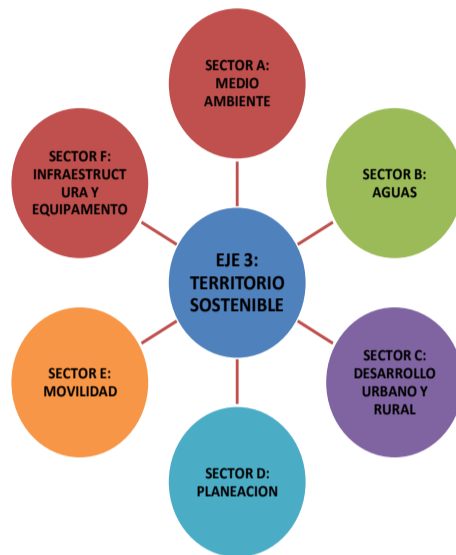 SECTOR A:
MEDIO
AMBIENTE
SECTOR B:
AGUAS
SECTOR C:
DESARROLLO
URBANO Y
RURAL
SECTOR D:
PLANEACION
SECTOR E:
MOVILIDAD
SECTOR F:
INFRAESTRUCT
URA Y
EQUIPAMENTO
EJE 3:
TERRITORIO
SOSTENIBLE